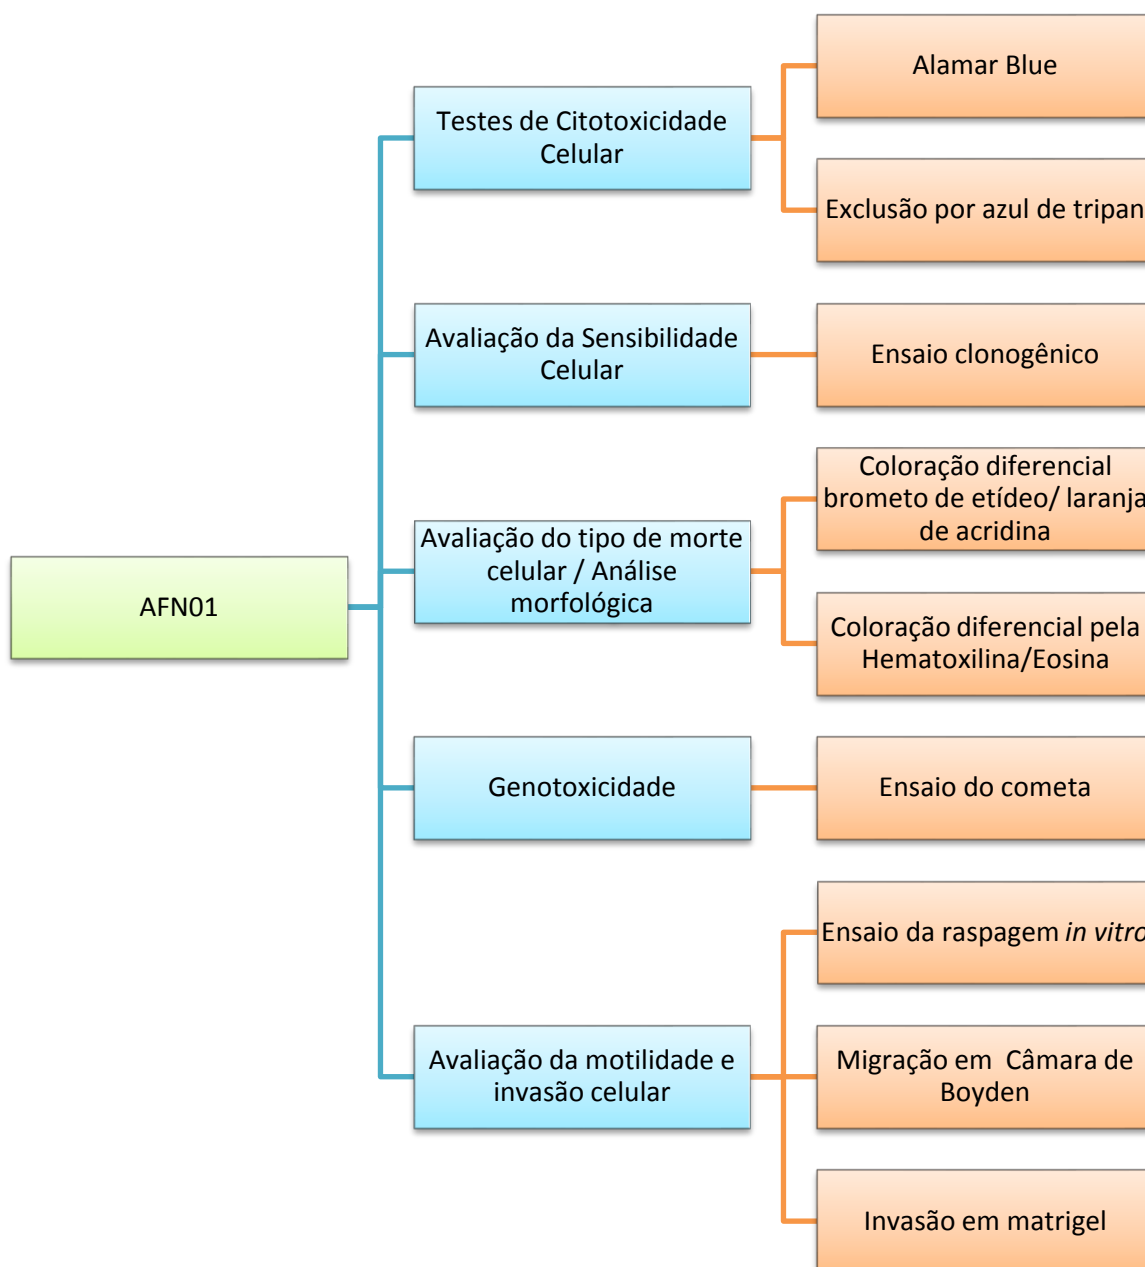 AFN01
Testes de Citotoxicidade
Celular
Alamar Blue
Exclusão por azul de tripan
Avaliação da Sensibilidade
Celular
Ensaio clonogênico
Avaliação do tipo de morte
celular / Análise
morfológica
Coloração diferencial
brometo de etídeo/ laranja
de acridina
Coloração diferencial pela
Hematoxilina/Eosina
Genotoxicidade
Ensaio do cometa
Avaliação da motilidade e
invasão celular
Ensaio da raspagem in vitro
Migração em Câmara de
Boyden
Invasão em matrigel